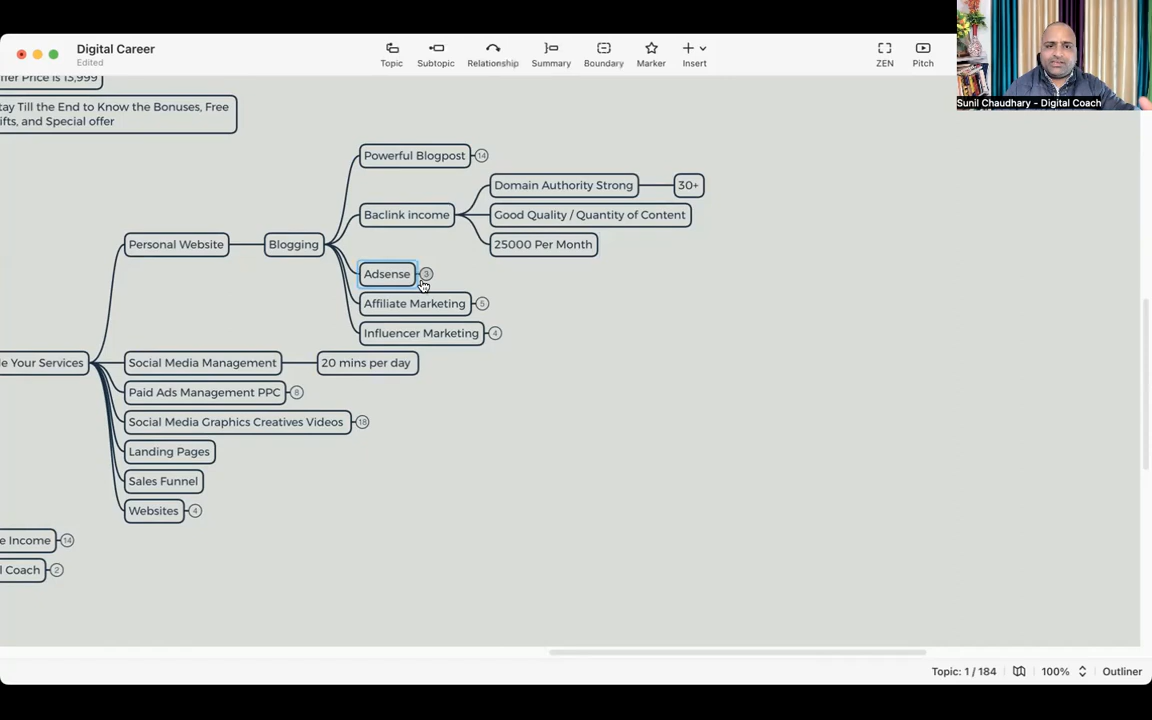 Digital Career
Edited
Topic
Subtopic
Relationship
Summary
Boundary
Marker
Insert
ZEN
Pitch
Sunil Chaudhary - Digital Coach
ffer Price is 13,999
tay Till the End to Know the Bonuses, Free
ifts, and Special offer
Powerful Blogpost
14
Domain Authority Strong
30+
Baclink income
Good Quality / Quantity of Content
25000 Per Month
Personal Website
Blogging
Adsense
3
Affiliate Marketing
5
Influencer Marketing
4
le Your Services
Social Media Management
20 mins per day
Paid Ads Management PPC
8
Social Media Graphics Creatives Videos
18
Landing Pages
Sales Funnel
Websites
4
e Income
14
l Coach
2
Topic: 1 / 184
100%
Outliner